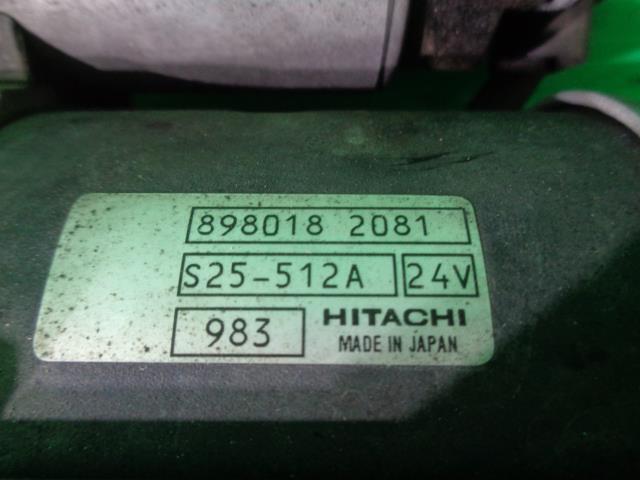 898018 2081
S25-512A 24V
983 HITACHI
MADE IN JAPAN